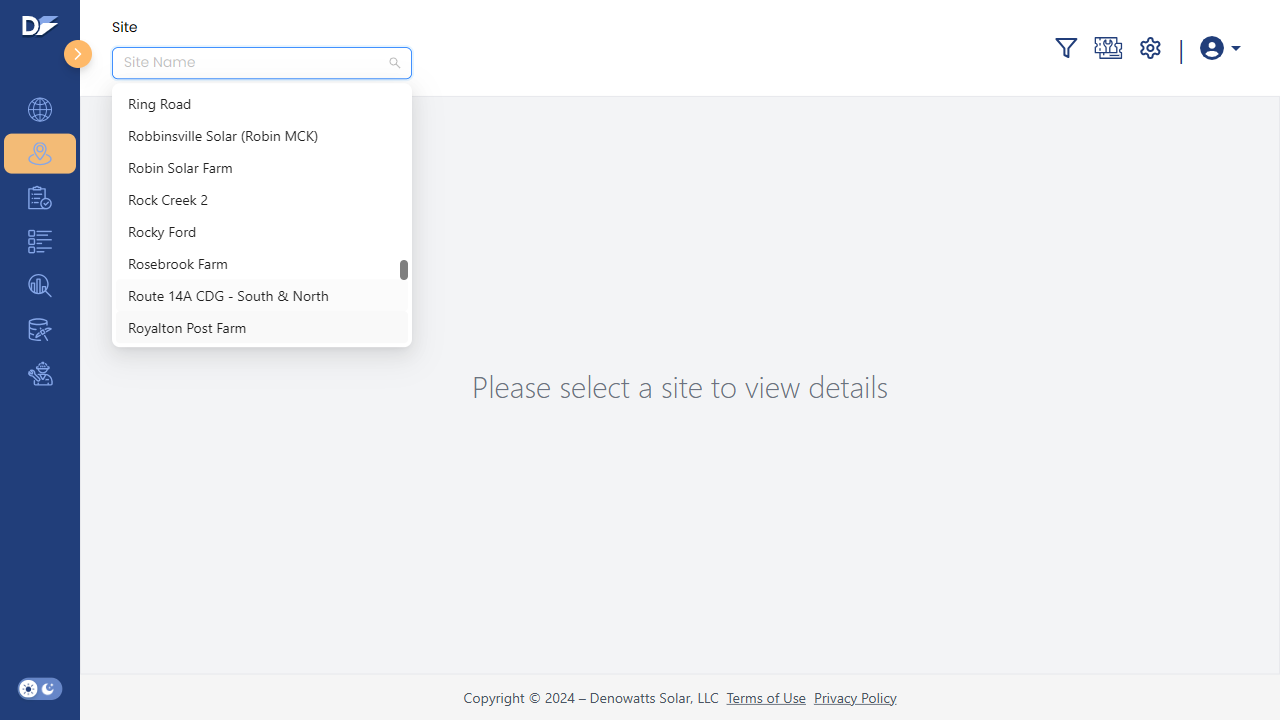 Site
Site Name
Ring Road
Robbinsville Solar (Robin MCK)
Robin Solar Farm
Rock Creek 2
Rocky Ford
Rosebrook Farm
Route 14A CDG - South & North
Royalton Post Farm
Please select a site to view details
Copyright © 2024 – Denowatts Solar, LLC Terms of Use Privacy Policy